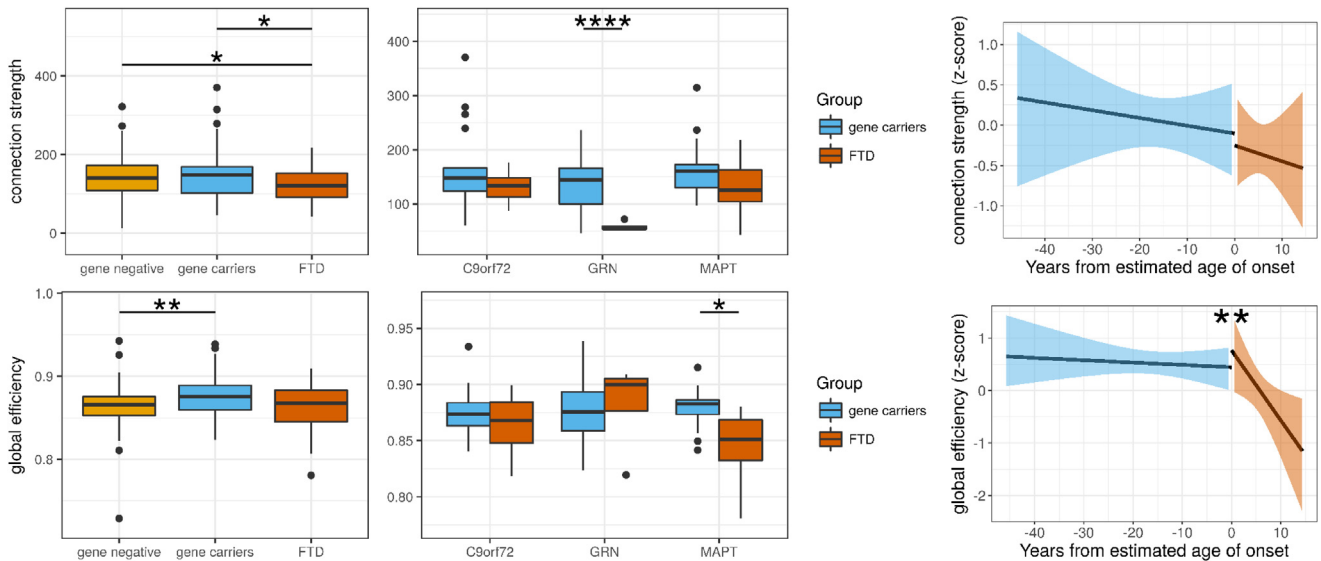 connection strength
400
200
0
*
*
gene negative gene carriers FTD
400
300
200
100
****
C9orf72 GRN MAPT
Group
gene carriers
FTD
connection strength (z-score)
1.0
0.5
0.0
-0.5
-1.0
-40 -30 -20 -10 0 10
Years from estimated age of onset
global efficiency
1.0
0.9
0.8
**
gene negative gene carriers FTD
0.95
0.90
0.85
0.80
*
C9orf72 GRN MAPT
Group
gene carriers
FTD
global efficiency (z-score)
1
0
-1
-2
**
-40 -30 -20 -10 0 10
Years from estimated age of onset